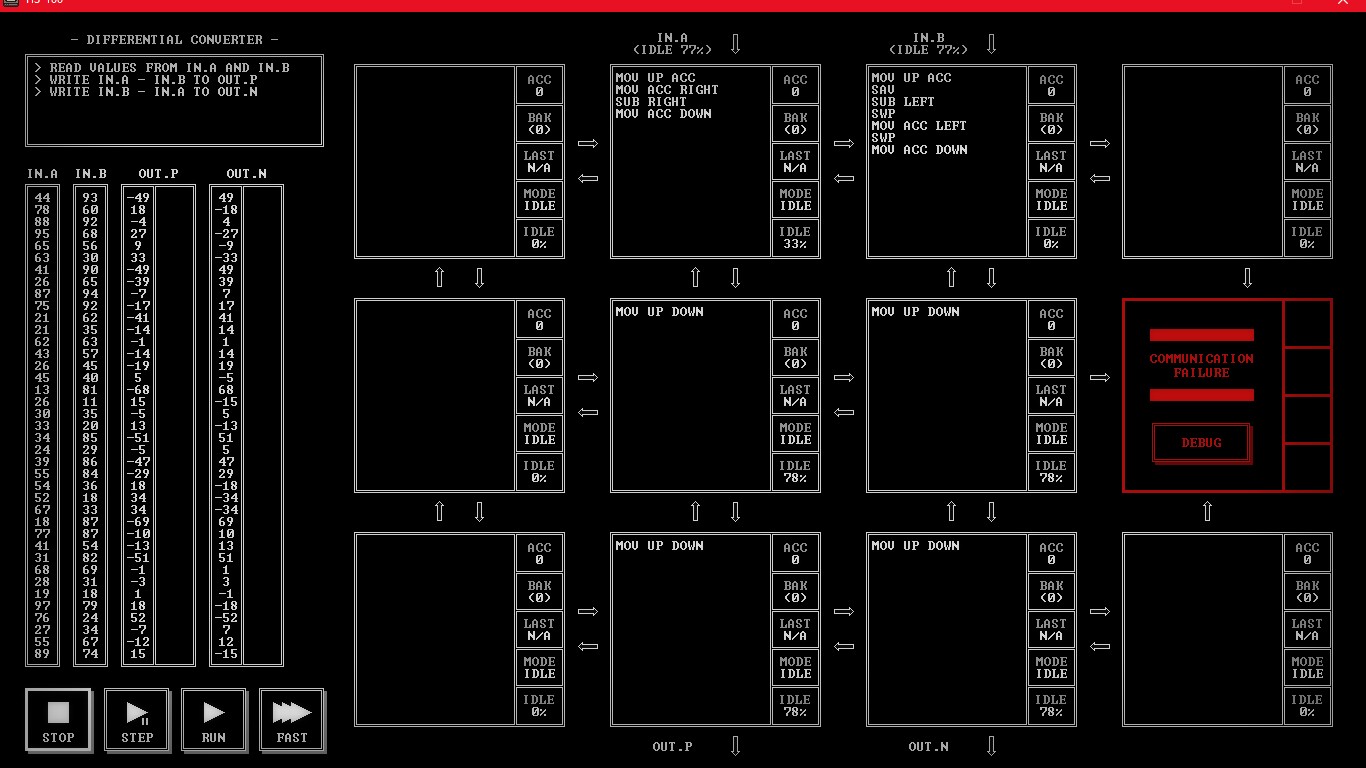 TIS-100
- DIFFERENTIAL CONVERTER -
> READ VALUES FROM IN.A AND IN.B
> WRITE IN.A - IN.B TO OUT.P
> WRITE IN.B - IN.A TO OUT.N
IN.A IN.B OUT.P OUT.N
44 93 -49 49
78 60 18 -18
88 92 -4 4
95 68 27 -27
65 56 9 -9
63 30 33 -33
41 90 -49 49
26 65 -39 39
87 94 -7 7
75 92 -17 17
21 62 -41 41
21 35 -14 14
62 63 -1 1
43 57 -14 14
26 45 -19 19
45 40 5 -5
13 81 -68 68
26 11 15 -15
30 35 -5 5
33 20 13 -13
34 85 -51 51
24 29 -5 5
39 86 -47 47
55 84 -29 29
54 36 18 -18
52 18 34 -34
67 33 34 -34
18 87 -69 69
77 87 -10 10
41 54 -13 13
31 82 -51 51
68 69 -1 1
28 31 -3 3
19 18 1 -1
97 79 18 -18
76 24 52 -52
27 34 -7 7
55 67 -12 12
89 74 15 -15
STOP
STEP
RUN
FAST
IN.A
(IDLE 77%)
IN.B
(IDLE 77%)
ACC
0
BAK
(0)
LAST
N/A
MODE
IDLE
IDLE
0%
MOV UP ACC
MOV ACC RIGHT
SUB RIGHT
MOV ACC DOWN
ACC
0
BAK
(0)
LAST
N/A
MODE
IDLE
IDLE
33%
MOV UP ACC
SAV
SUB LEFT
SWP
MOV ACC LEFT
SWP
MOV ACC DOWN
ACC
0
BAK
(0)
LAST
N/A
MODE
IDLE
IDLE
0%
ACC
0
BAK
(0)
LAST
N/A
MODE
IDLE
IDLE
0%
ACC
0
BAK
(0)
LAST
N/A
MODE
IDLE
IDLE
0%
MOV UP DOWN
ACC
0
BAK
(0)
LAST
N/A
MODE
IDLE
IDLE
78%
MOV UP DOWN
ACC
0
BAK
(0)
LAST
N/A
MODE
IDLE
IDLE
78%
COMMUNICATION
FAILURE
DEBUG
ACC
0
BAK
(0)
LAST
N/A
MODE
IDLE
IDLE
0%
MOV UP DOWN
ACC
0
BAK
(0)
LAST
N/A
MODE
IDLE
IDLE
78%
MOV UP DOWN
ACC
0
BAK
(0)
LAST
N/A
MODE
IDLE
IDLE
78%
ACC
0
BAK
(0)
LAST
N/A
MODE
IDLE
IDLE
0%
OUT.P
OUT.N